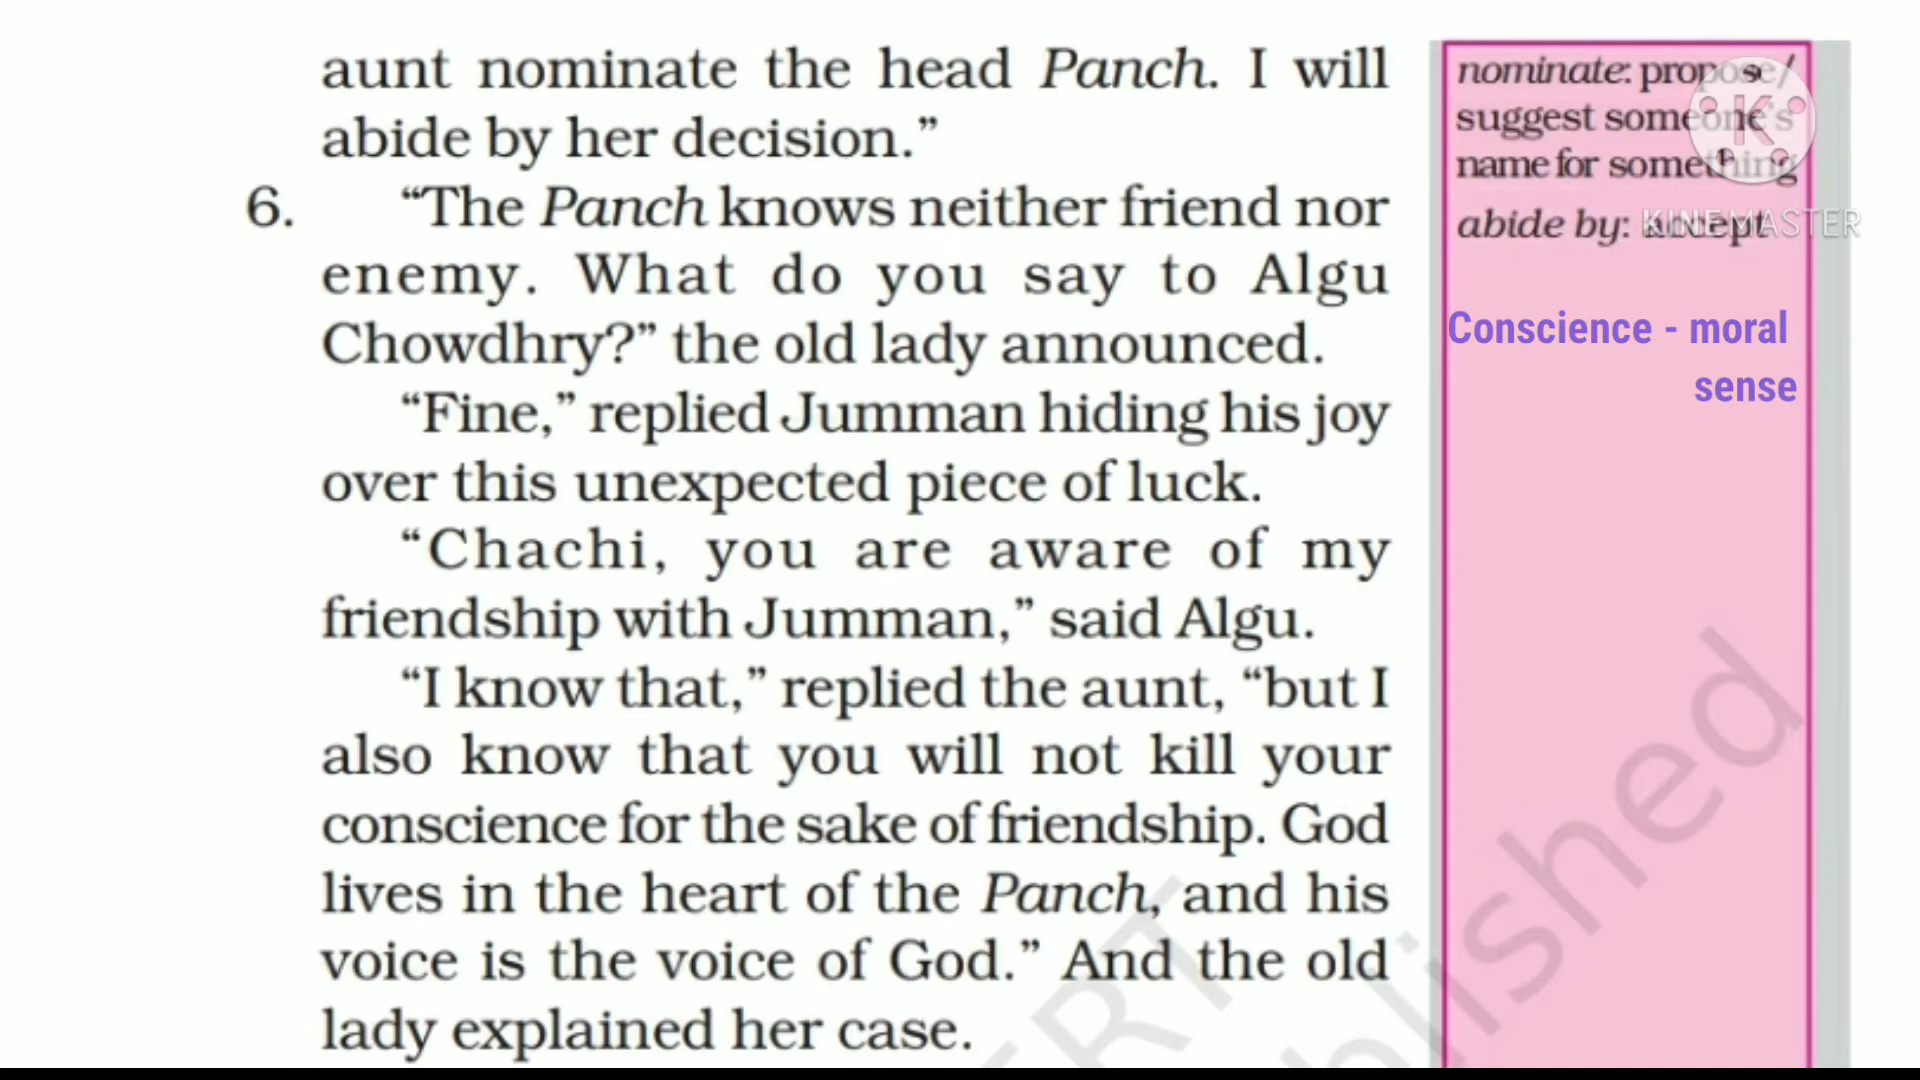 aunt nominate the head Panch. I will
abide by her decision.”
6. “The Panch knows neither friend nor
enemy. What do you say to Algu
Chowdhry?” the old lady announced.
“Fine,” replied Jumman hiding his joy
over this unexpected piece of luck.
“Chachi, you are aware of my
friendship with Jumman,” said Algu.
“I know that,” replied the aunt, “but I
also know that you will not kill your
conscience for the sake of friendship. God
lives in the heart of the Panch, and his
voice is the voice of God.” And the old
lady explained her case.
nominate: propose/
suggest someone's
name for something
abide by: accept
Conscience - moral
sense
K
KINEMASTER